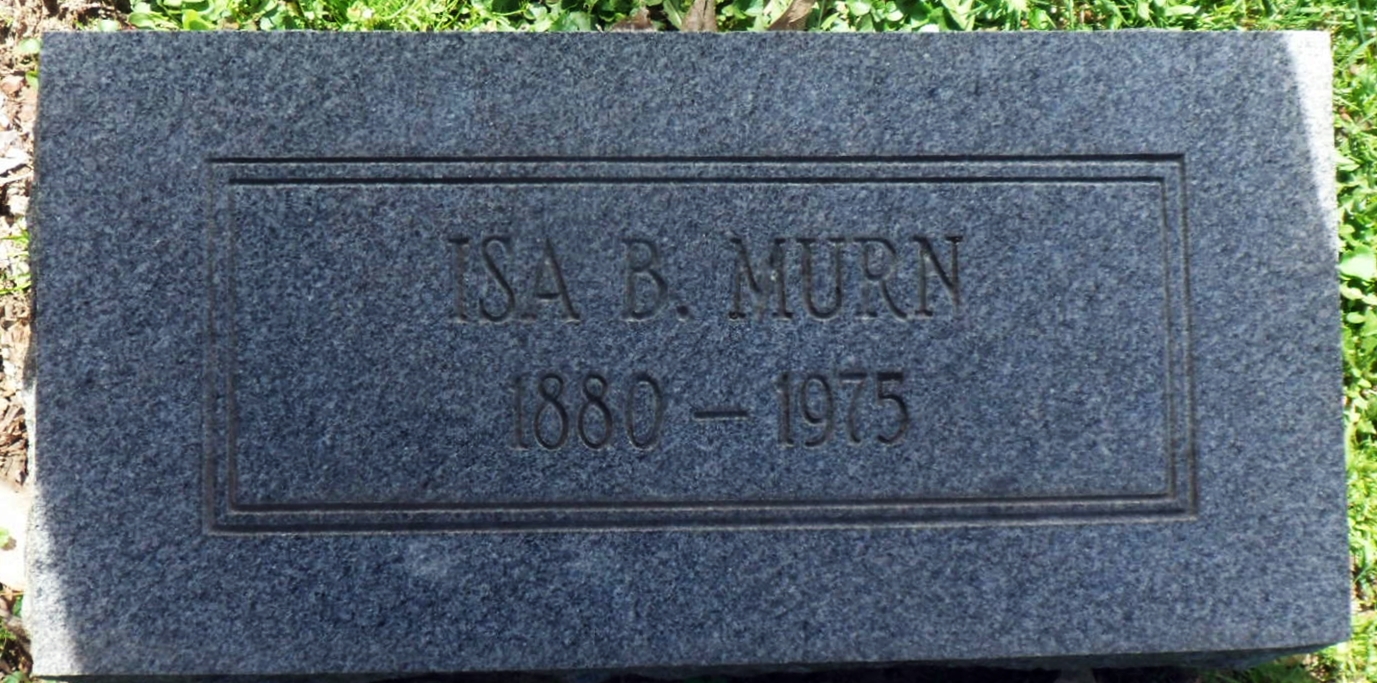 ISA B. MURN
1880 — 1975